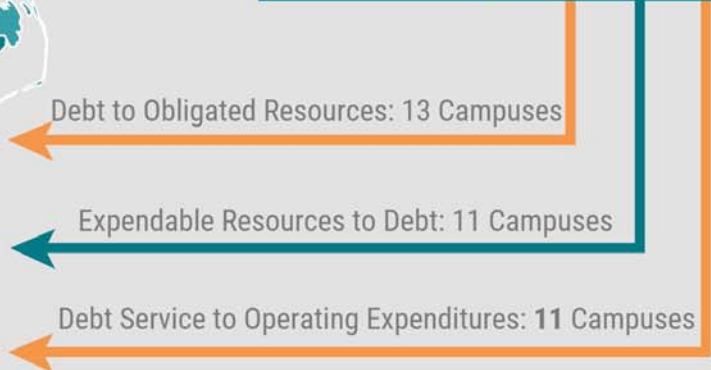 Debt to Obligated Resources: 13 Campuses
Expendable Resources to Debt: 11 Campuses
Debt Service to Operating Expenditures: 11 Campuses